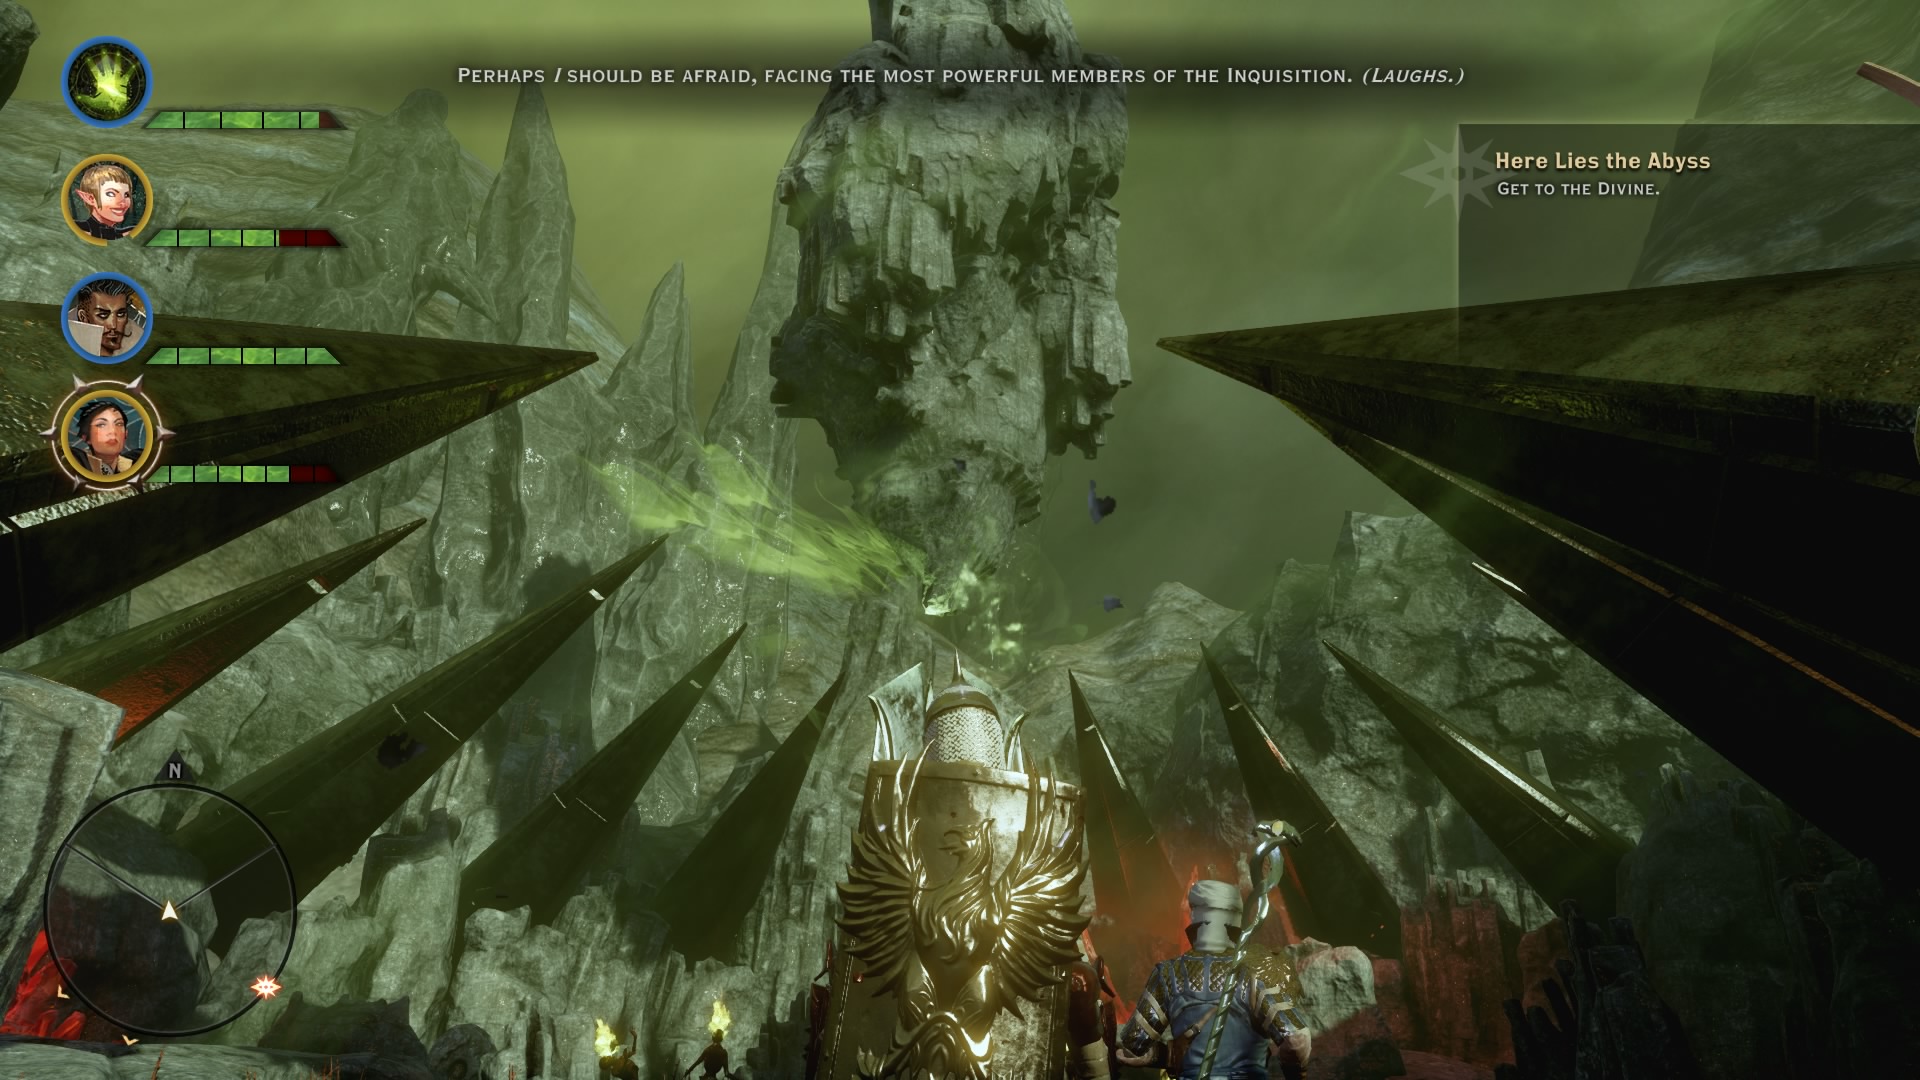 Perhaps I should be afraid, facing the most powerful members of the Inquisition. (Laughs.)
Here Lies the Abyss
Get to the Divine.
N